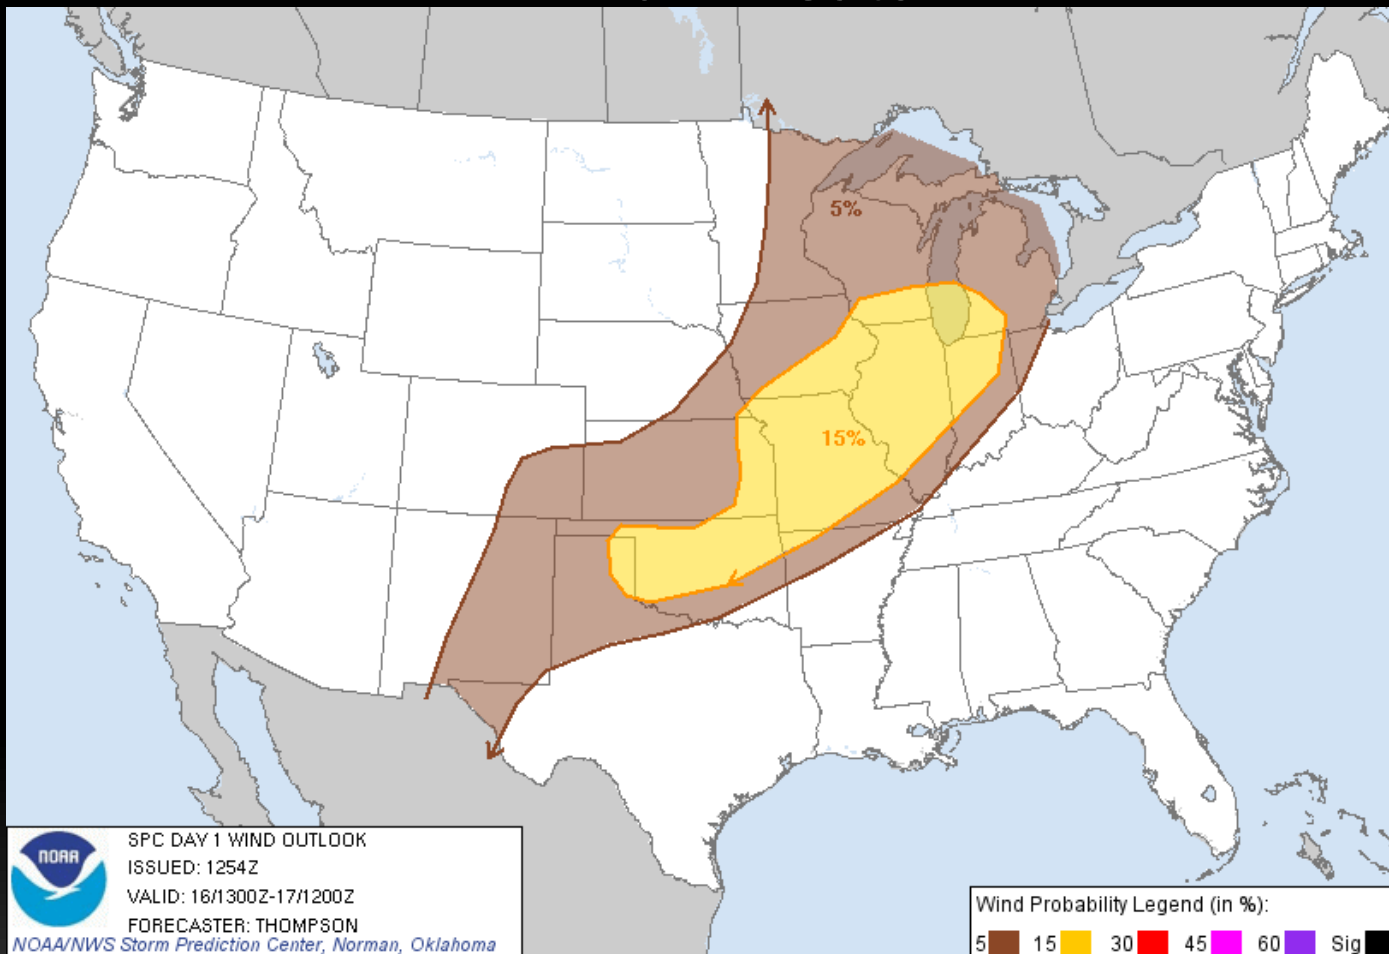 5%
15%
NOAA
SPC DAY 1 WIND OUTLOOK
ISSUED: 1254Z
VALID: 16/1300Z-17/1200Z
FORECASTER: THOMPSON
NOAA/NWS Storm Prediction Center, Norman, Oklahoma
Wind Probability Legend (in %):
5 15 30 45 60 Sig